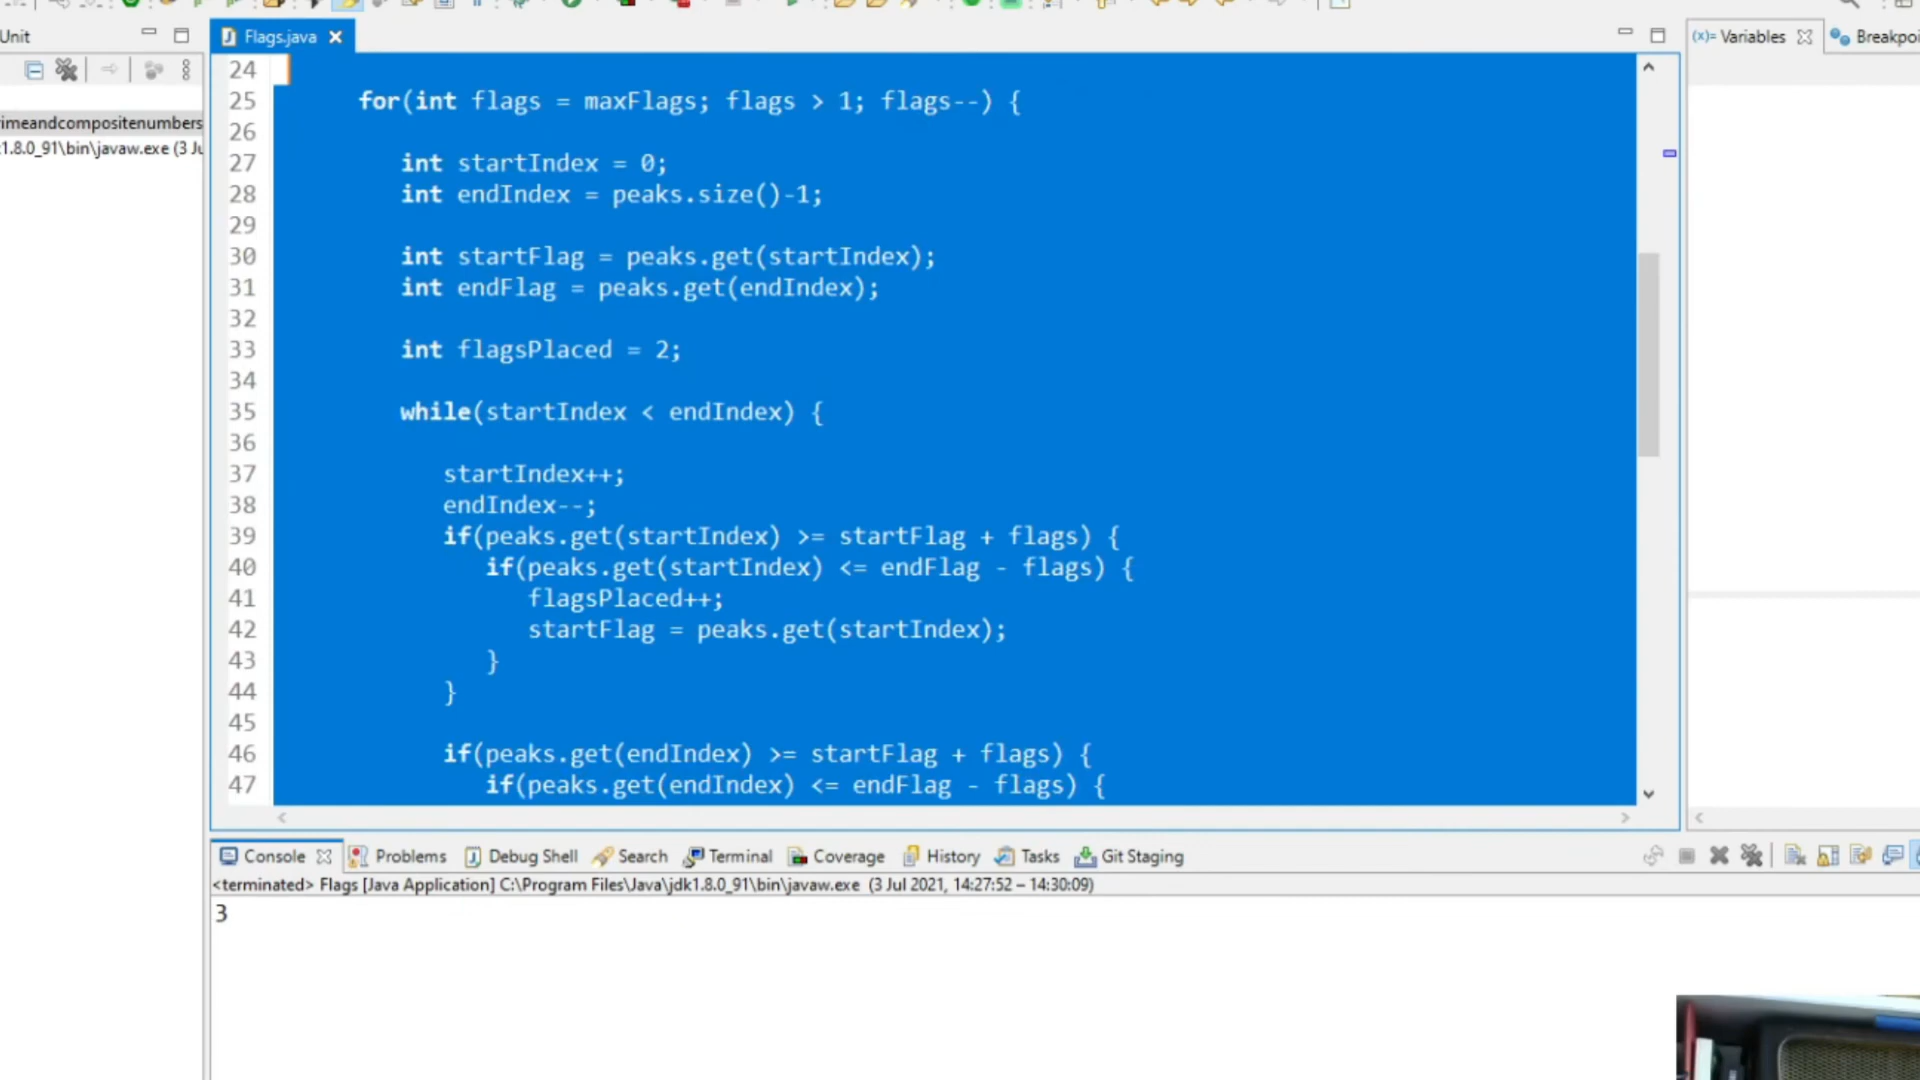 Unit
Flags.java
(x)= Variables
imeandcompositenumbers
1.8.0_91\bin\javaw.exe (3
24
25 for(int flags = maxFlags; flags > 1; flags--) {
26
27 int startIndex = 0;
28 int endIndex = peaks.size()-1;
29
30 int startFlag = peaks.get(startIndex);
31 int endFlag = peaks.get(endIndex);
32
33 int flagsPlaced = 2;
34
35 while(startIndex < endIndex) {
36
37 startIndex++;
38 endIndex--;
39 if(peaks.get(startIndex) >= startFlag + flags) {
40 if(peaks.get(startIndex) <= endFlag - flags) {
41 flagsPlaced++;
42 startFlag = peaks.get(startIndex);
43 }
44 }
45
46 if(peaks.get(endIndex) >= startFlag + flags) {
47 if(peaks.get(endIndex) <= endFlag - flags) {
Console Problems Debug Shell Search Terminal Coverage History Tasks Git Staging
<terminated> Flags [Java Application] C:\Program Files\Java\jdk1.8.0_91\bin\javaw.exe (3 Jul 2021, 14:27:52 – 14:30:09)
3